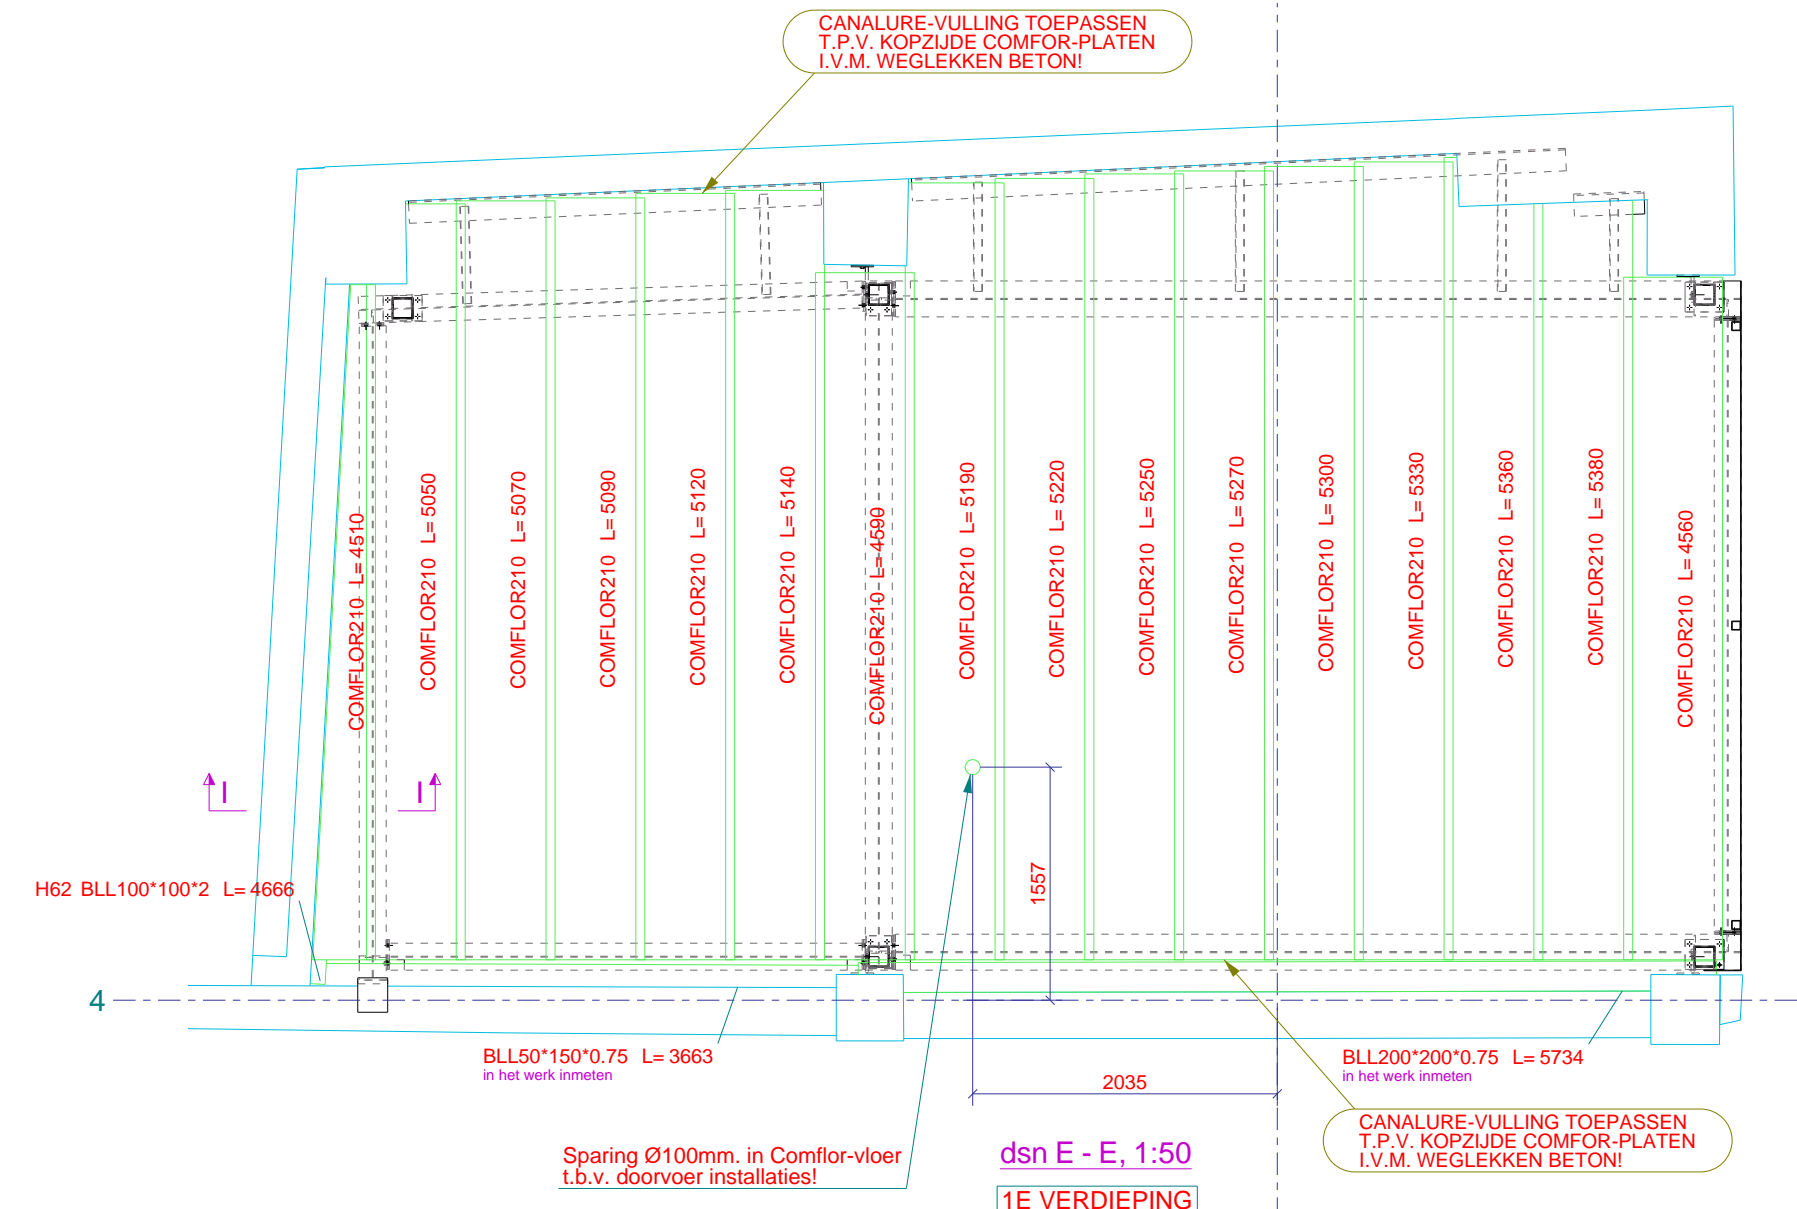 CANALURE-VULLING TOEPASSEN
T.P.V. KOPZIJDE COMFOR-PLATEN
I.V.M. WEGLEKKEN BETON!
COMFLOR210 L= 4510
COMFLOR210 L= 5050
COMFLOR210 L= 5070
COMFLOR210 L= 5090
COMFLOR210 L= 5120
COMFLOR210 L= 5140
COMFLOR210 L= 4590
COMFLOR210 L= 5190
COMFLOR210 L= 5220
COMFLOR210 L= 5250
COMFLOR210 L= 5270
COMFLOR210 L= 5300
COMFLOR210 L= 5330
COMFLOR210 L= 5360
COMFLOR210 L= 5380
COMFLOR210 L= 4560
I
I
H62 BLL100*100*2 L= 4666
1557
4
BLL50*150*0.75 L= 3663
in het werk inmeten
BLL200*200*0.75 L= 5734
in het werk inmeten
2035
CANALURE-VULLING TOEPASSEN
T.P.V. KOPZIJDE COMFOR-PLATEN
I.V.M. WEGLEKKEN BETON!
Sparing Ø100mm. in Comflor-vloer
t.b.v. doorvoer installaties!
dsn E - E, 1:50
1E VERDIEPING